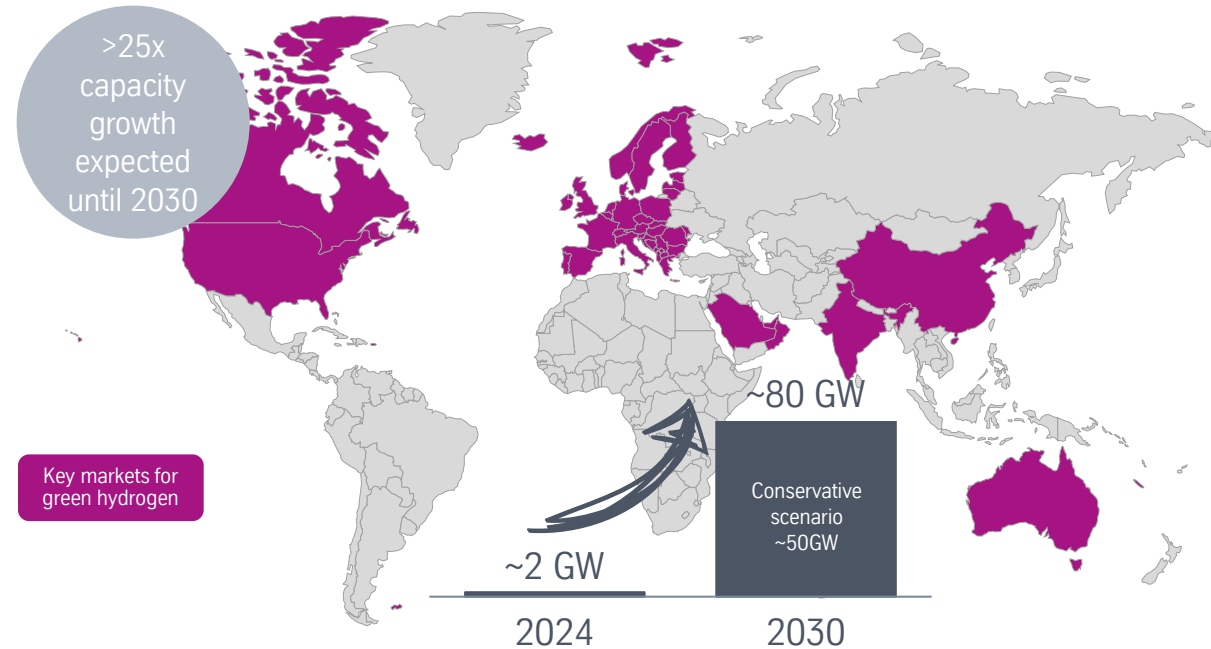 >25x
capacity
growth
expected
until 2030
~80 GW
Key markets for
green hydrogen
Conservative
scenario
~50GW
~2 GW
2024
2030